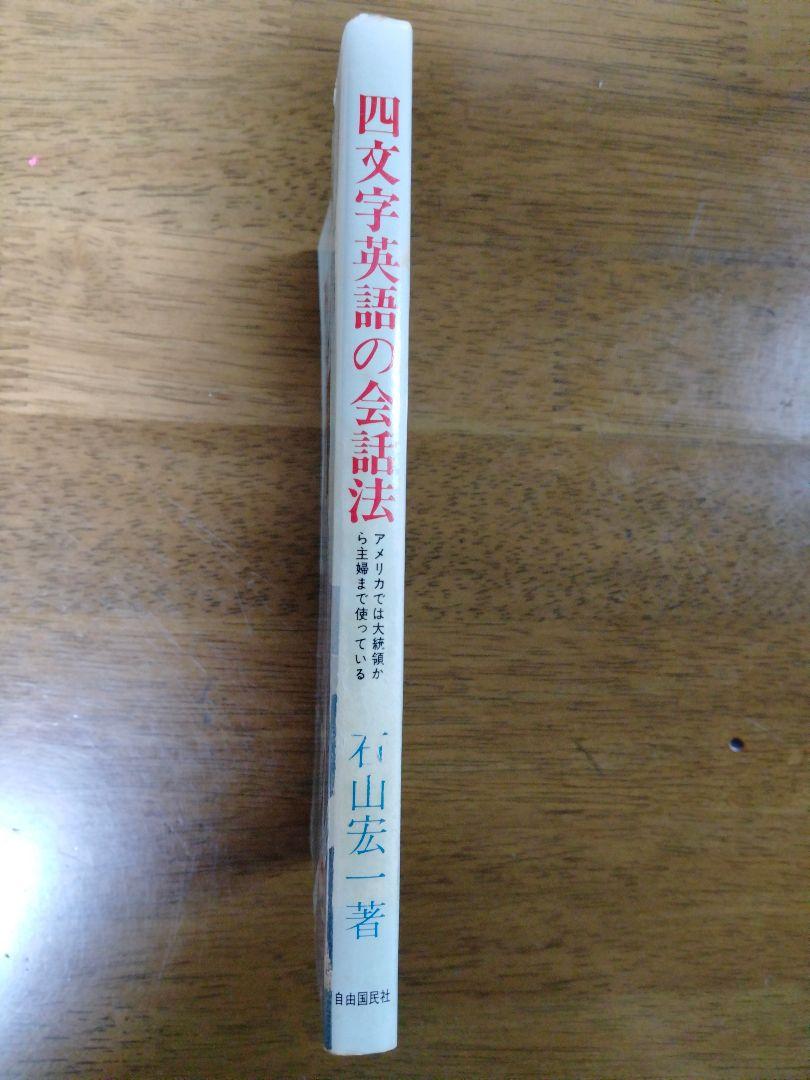 四文字英語の会話法
アメリカでは大統領か
ら主婦まで使っている
石山宏一著
自由国民社